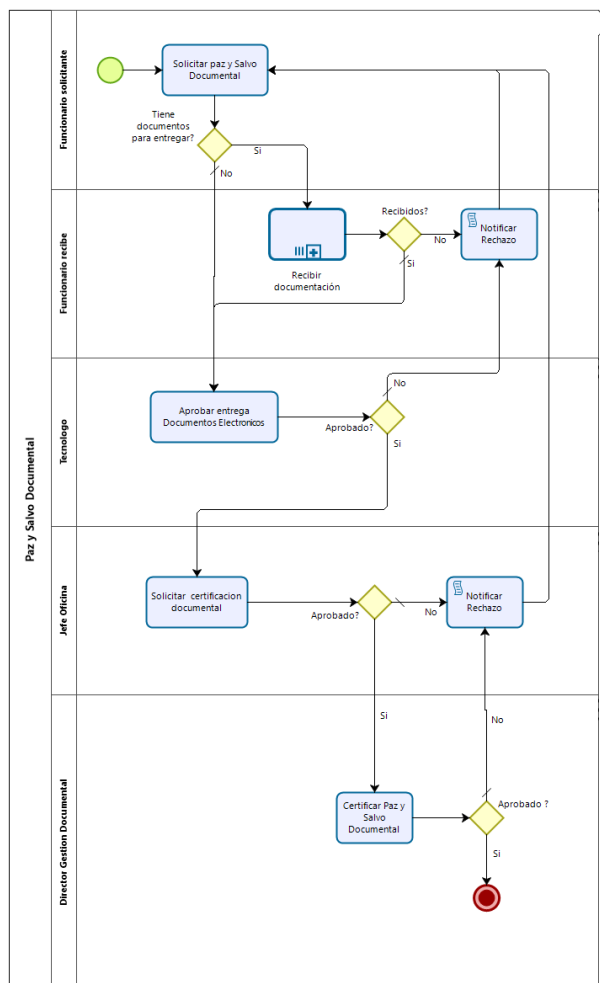 Paz y Salvo Documental
Funcionario solicitante
Solicitar paz y Salvo
Documental
Tiene
documentos
para entregar?
Si
No
Funcionario recibe
Recibir
documentación
Recibidos?
No
Si
Notificar
Rechazo
Tecnologo
Aprobar entrega
Documentos Electronicos
Aprobado?
No
Si
Jefe Oficina
Solicitar certificacion
documental
Aprobado?
No
Si
Notificar
Rechazo
Director Gestion Documental
Certificar Paz y
Salvo
Documental
Aprobado ?
No
Si